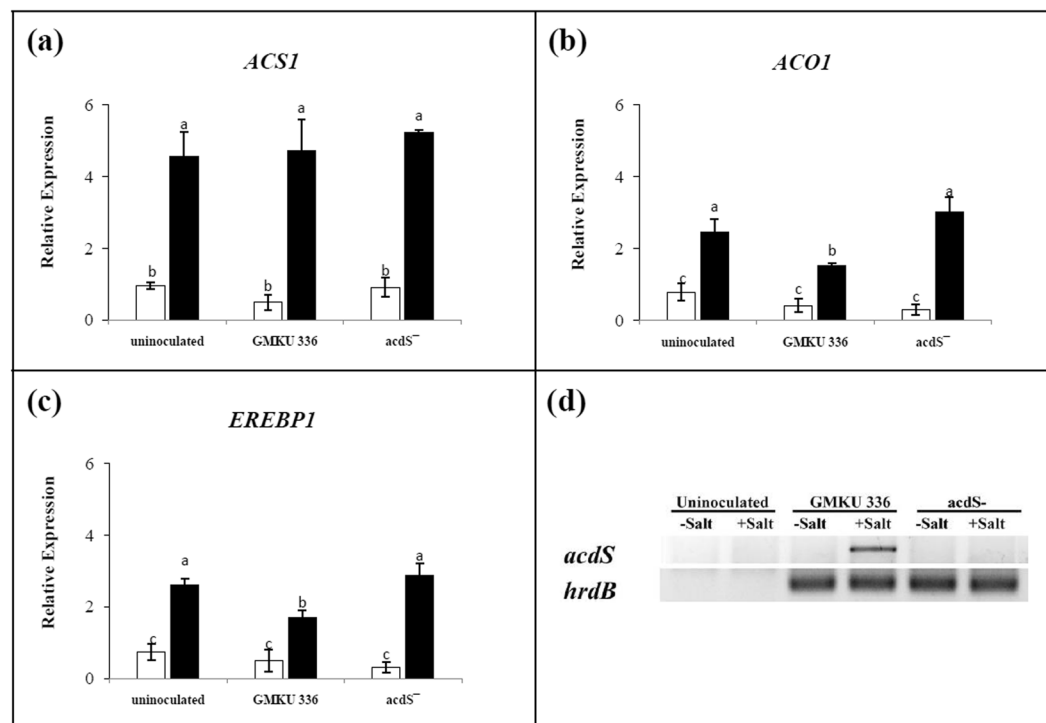 (a)
ACS1
Relative Expression
6
4
2
0
a
a
a
b
b
b
uninoculated
GMKU 336
acdS⁻
(b)
ACO1
Relative Expression
6
4
2
0
a
b
a
c
c
c
uninoculated
GMKU 336
acdS⁻
(c)
EREBP1
Relative Expression
6
4
2
0
a
b
a
c
c
c
uninoculated
GMKU 336
acdS⁻
(d)
Uninoculated GMKU 336 acdS-
-Salt +Salt -Salt +Salt -Salt +Salt
acdS
hrdB